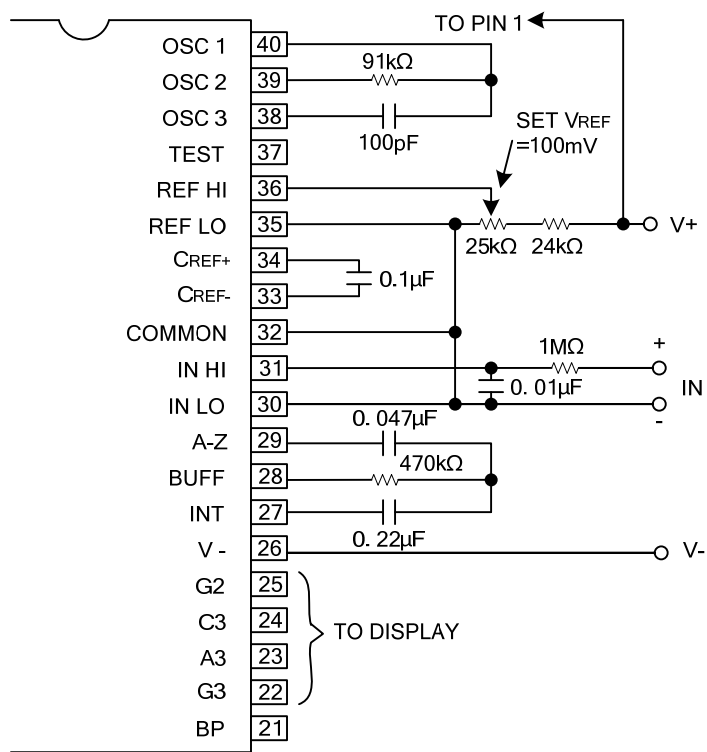 TO PIN 1
OSC 1 40
91kΩ
OSC 2 39
OSC 3 38
100pF
SET VREF
=100mV
TEST 37
REF HI 36
REF LO 35
25kΩ 24kΩ
V+
CREF+ 34
0.1μF
CREF- 33
COMMON 32
1MΩ
+
IN HI 31
0.01μF
IN
IN LO 30
-
0.047μF
A-Z 29
470kΩ
BUFF 28
INT 27
0.22μF
V - 26
V-
G2 25
C3 24
TO DISPLAY
A3 23
G3 22
BP 21